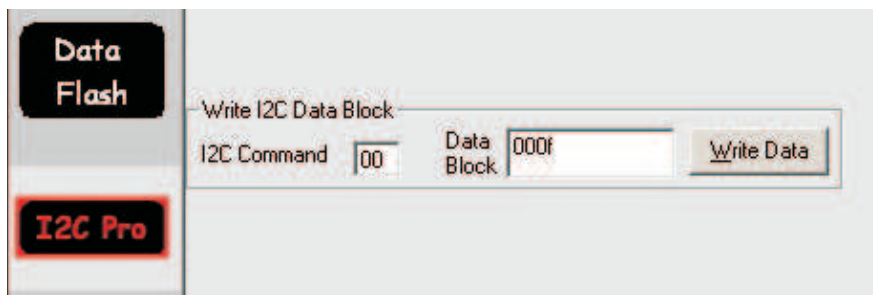 Data
Flash
Write I2C Data Block
I2C Command 00 Data Block 000f Write Data
I2C Pro